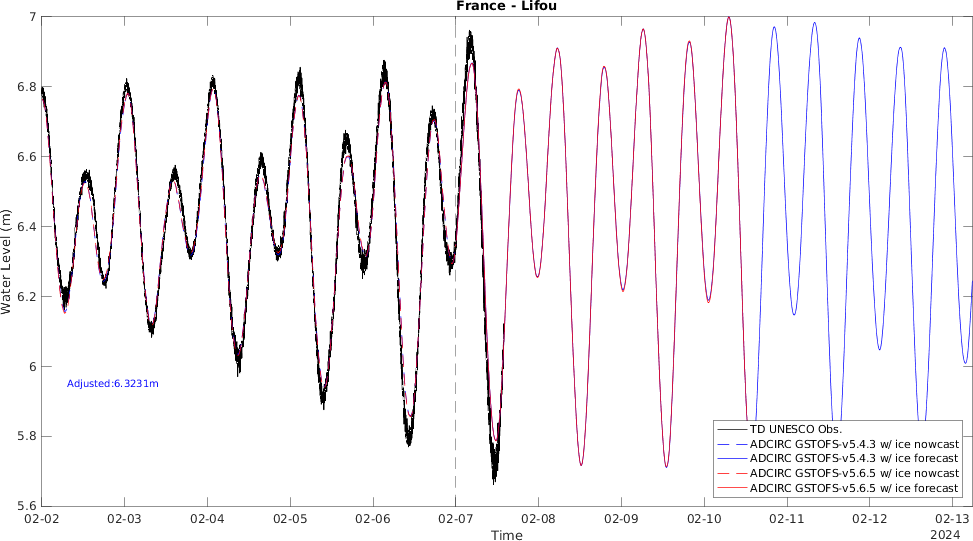 France - Lifou
7
6.8
6.6
6.4
6.2
6
5.8
5.6
Water Level (m)
Adjusted:6.3231m
TD UNESCO Obs.
ADCIRC GSTOFS-v5.4.3 w/ ice nowcast
ADCIRC GSTOFS-v5.4.3 w/ ice forecast
ADCIRC GSTOFS-v5.6.5 w/ ice nowcast
ADCIRC GSTOFS-v5.6.5 w/ ice forecast
02-02 02-03 02-04 02-05 02-06 02-07 02-08 02-09 02-10 02-11 02-12 02-13
Time
2024